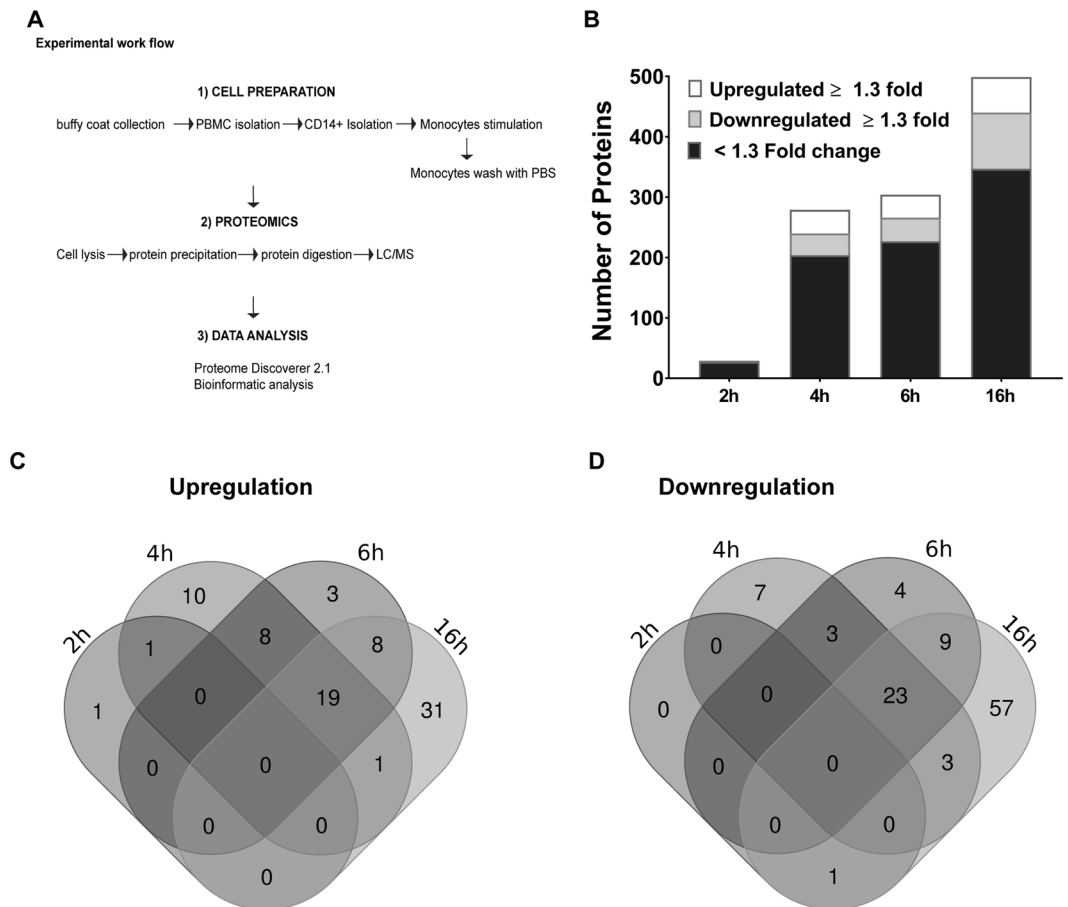 A
Experimental work flow
1) CELL PREPARATION
buffy coat collection PBMC isolation CD14+ Isolation Monocytes stimulation
Monocytes wash with PBS
2) PROTEOMICS
Cell lysis protein precipitation protein digestion LC/MS
3) DATA ANALYSIS
Proteome Discoverer 2.1
Bioinformatic analysis
B
Number of Proteins
500
400
300
200
100
0
Upregulated ≥ 1.3 fold
Downregulated ≥ 1.3 fold
< 1.3 Fold change
2h 4h 6h 16h
C
Upregulation
4h 6h
2h 16h
10 3
1 8 8
1 0 19 31
0 0 1
0 0
0
D
Downregulation
4h 6h
2h 16h
7 4
0 3 9
0 0 23 57
0 0 3
0 0
1